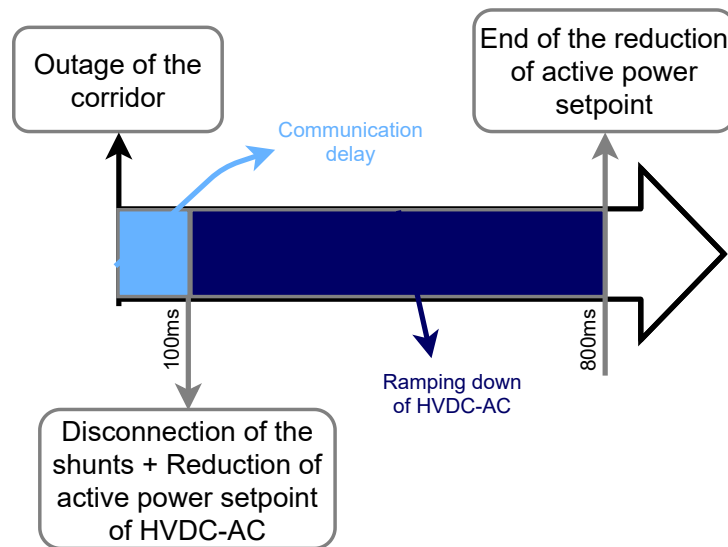 Outage of the
corridor
End of the reduction
of active power
setpoint
Communication
delay
100ms
800ms
Ramping down
of HVDC-AC
Disconnection of the
shunts + Reduction of
active power setpoint
of HVDC-AC